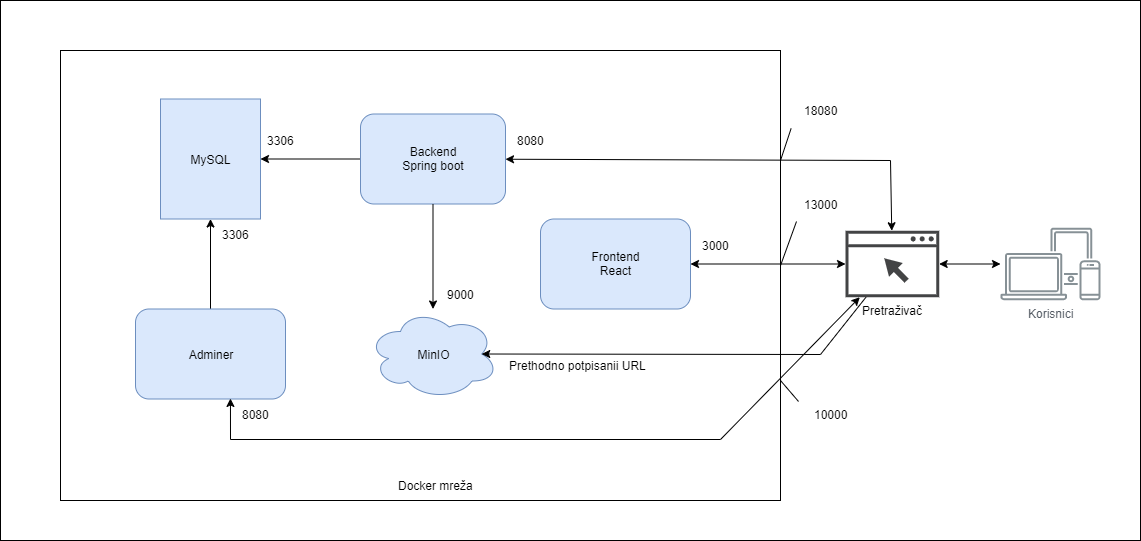 18080
3306
8080
MySQL
Backend
Spring boot
13000
3306
3000
Frontend
React
9000
Pretraživač
Korisnici
Adminer
MinIO
Prethodno potpisanii URL
8080
10000
Docker mreža